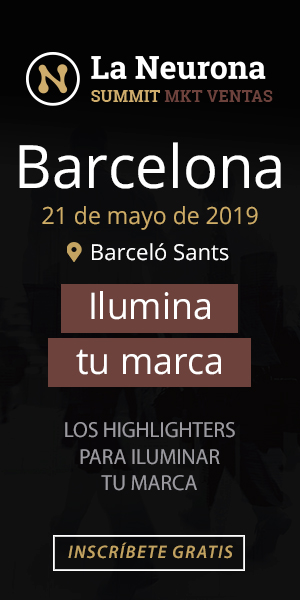 La Neurona
SUMMIT MKT VENTAS
Barcelona
21 de mayo de 2019
Barceló Sants
Ilumina
tu marca
LOS HIGHLIGHTERS
PARA ILUMINAR
TU MARCA
INSCRÍBETE GRATIS